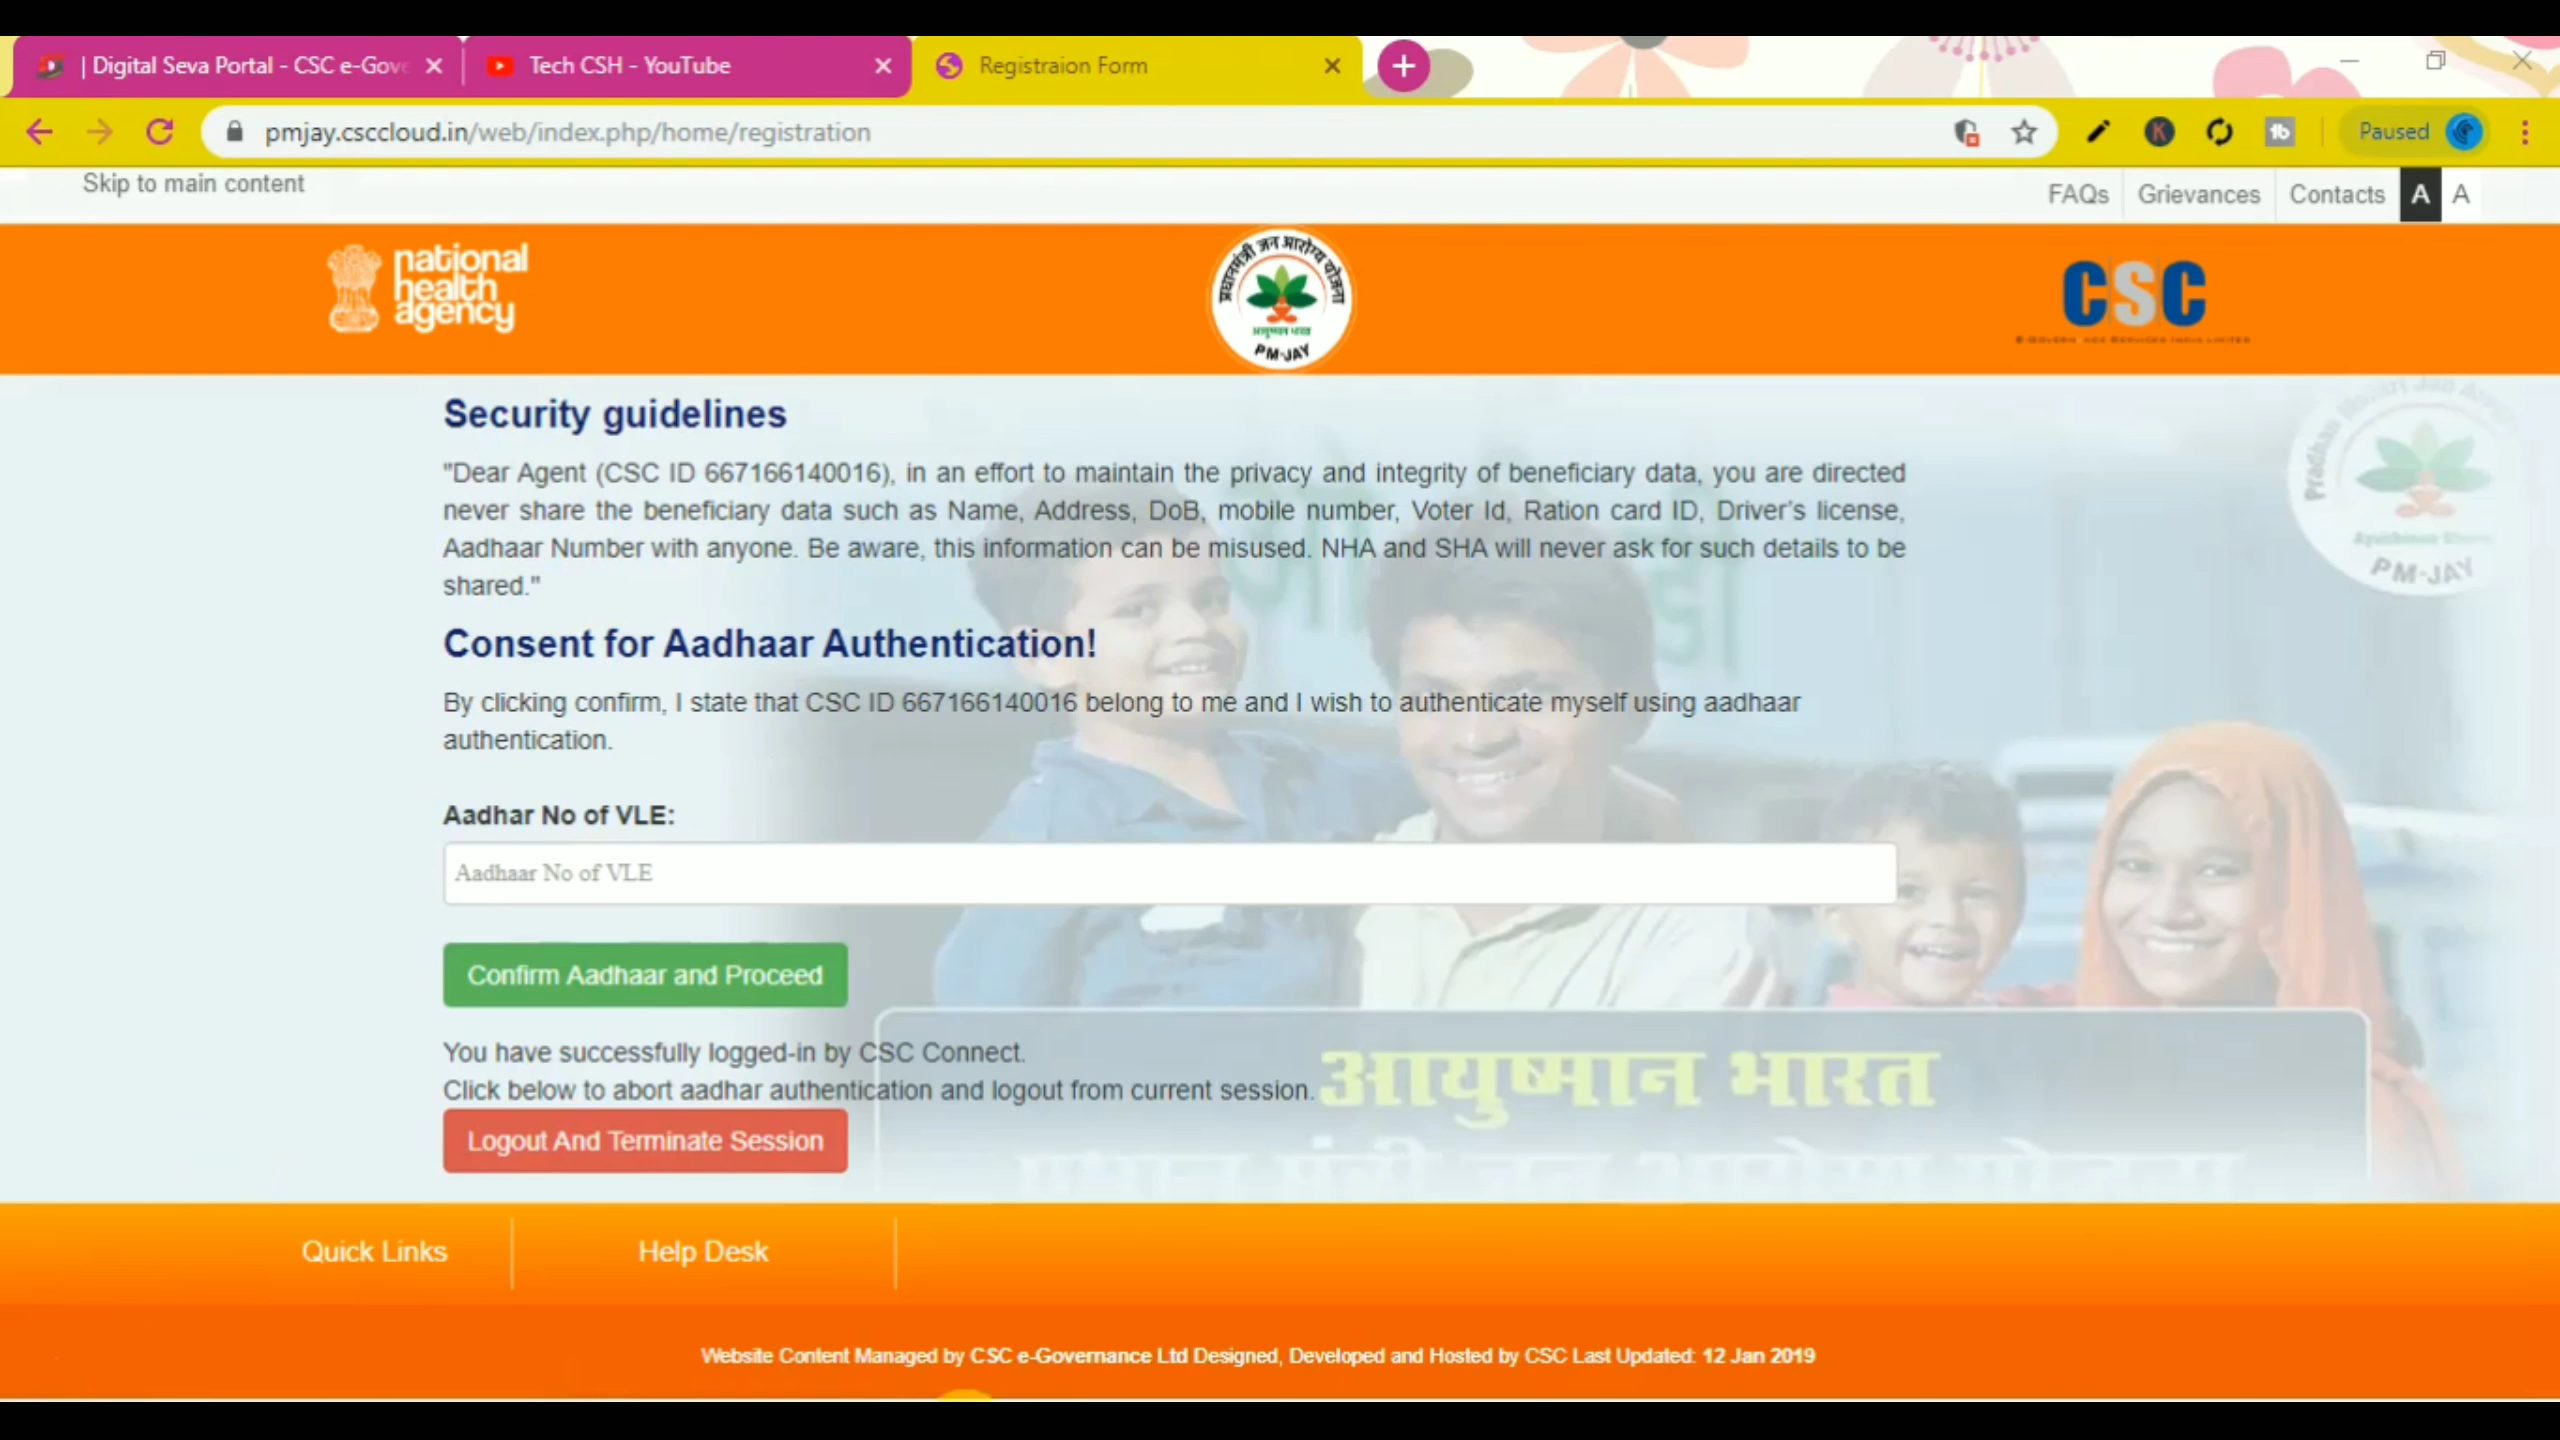 | Digital Seva Portal - CSC e-Gove
Tech CSH - YouTube
Registraion Form
pmjay.csccloud.in/web/index.php/home/registration
Paused
Skip to main content
FAQs Grievances Contacts A A
national
health
agency
प्रधानमंत्री जन आरोग्य योजना
आयुष्मान भारत
PM-JAY
CSC
Security guidelines
"Dear Agent (CSC ID 667166140016), in an effort to maintain the privacy and integrity of beneficiary data, you are directed
never share the beneficiary data such as Name, Address, DoB, mobile number, Voter Id, Ration card ID, Driver's license,
Aadhaar Number with anyone. Be aware, this information can be misused. NHA and SHA will never ask for such details to be
shared."
PM-JAY
Consent for Aadhaar Authentication!
By clicking confirm, I state that CSC ID 667166140016 belong to me and I wish to authenticate myself using aadhaar
authentication.
Aadhar No of VLE:
Aadhaar No of VLE
Confirm Aadhaar and Proceed
You have successfully logged-in by CSC Connect.
Click below to abort aadhar authentication and logout from current session.
आयुष्मान भारत
Logout And Terminate Session
Quick Links
Help Desk
Website Content Managed by CSC e-Governance Ltd Designed, Developed and Hosted by CSC Last Updated: 12 Jan 2019